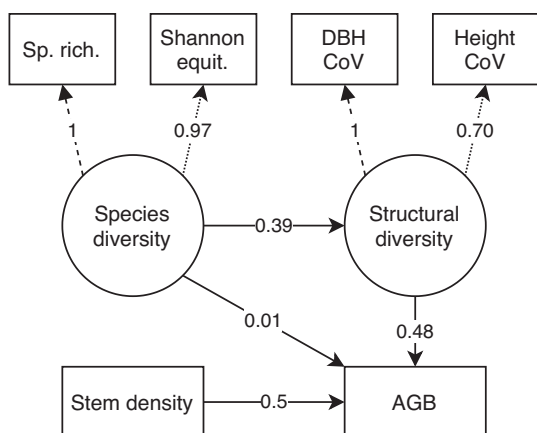 Sp. rich.
Shannon
equit.
DBH
CoV
Height
CoV
1
0.97
1
0.70
Species
diversity
0.39
Structural
diversity
0.01
0.48
Stem density
0.5
AGB